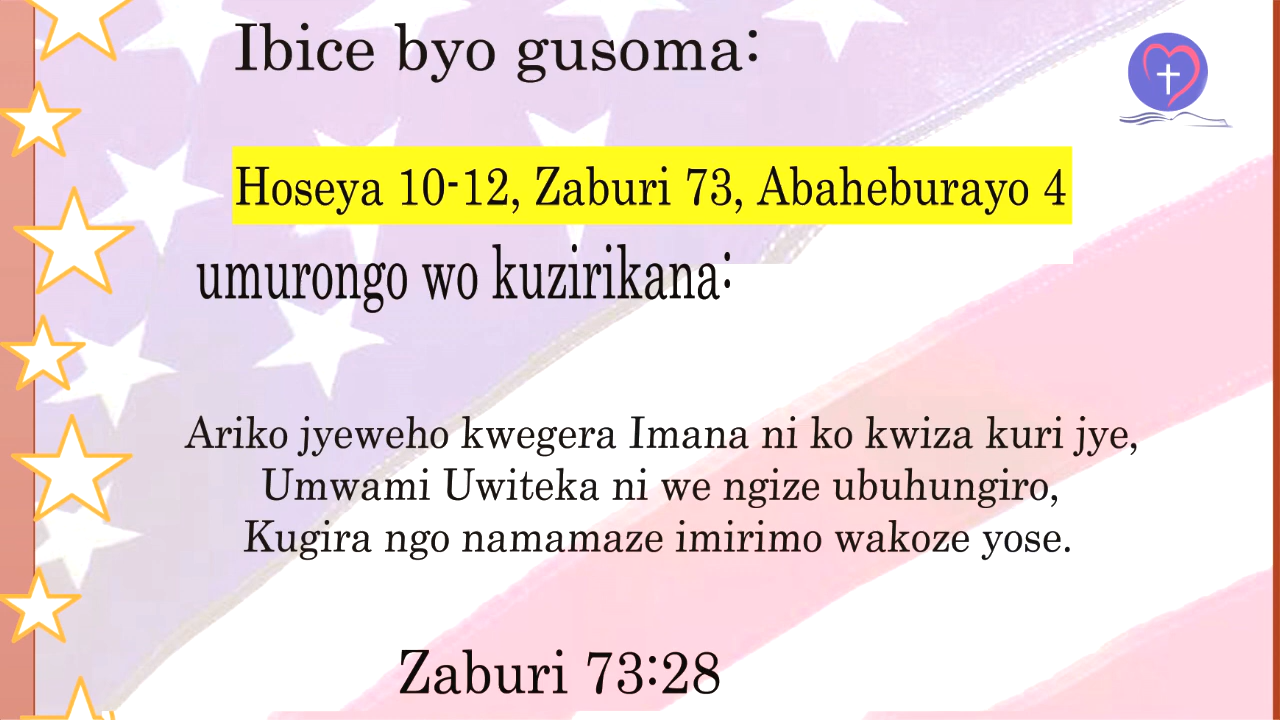 Ibice byo gusoma:
Hoseya 10-12, Zaburi 73, Abaheburayo 4
umurongo wo kuzirikana:
Ariko jyeweho kwegera Imana ni ko kwiza kuri jye,
Umwami Uwiteka ni we ngize ubuhungiro,
Kugira ngo namamaze imirimo wakoze yose.
Zaburi 73:28